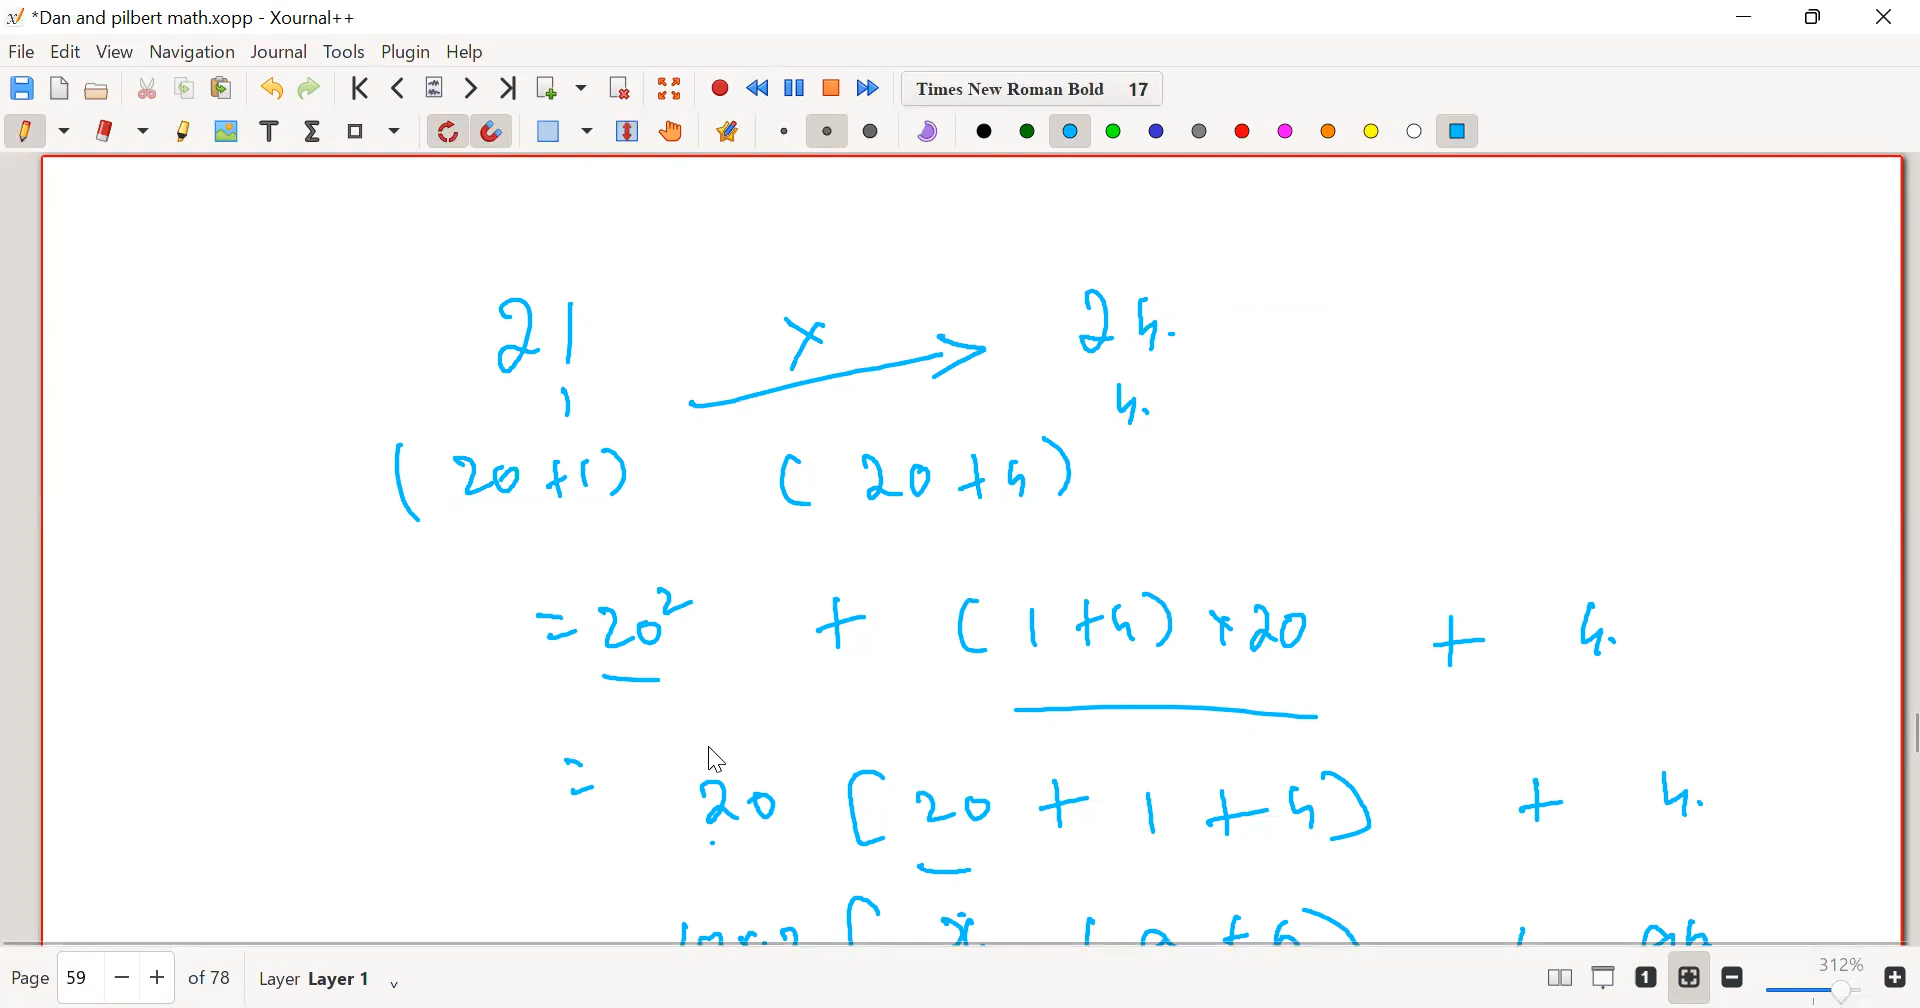 *Dan and pilbert math.xopp - Xournal++
File Edit View Navigation Journal Tools Plugin Help
Times New Roman Bold 17
21 × 24.
1 4.
(20+1) (20+4)
= 20² + (1+4)×20 + 4.
= 20 [20 + 1 + 4] + 4.
Page 59 of 78 Layer Layer 1 312%